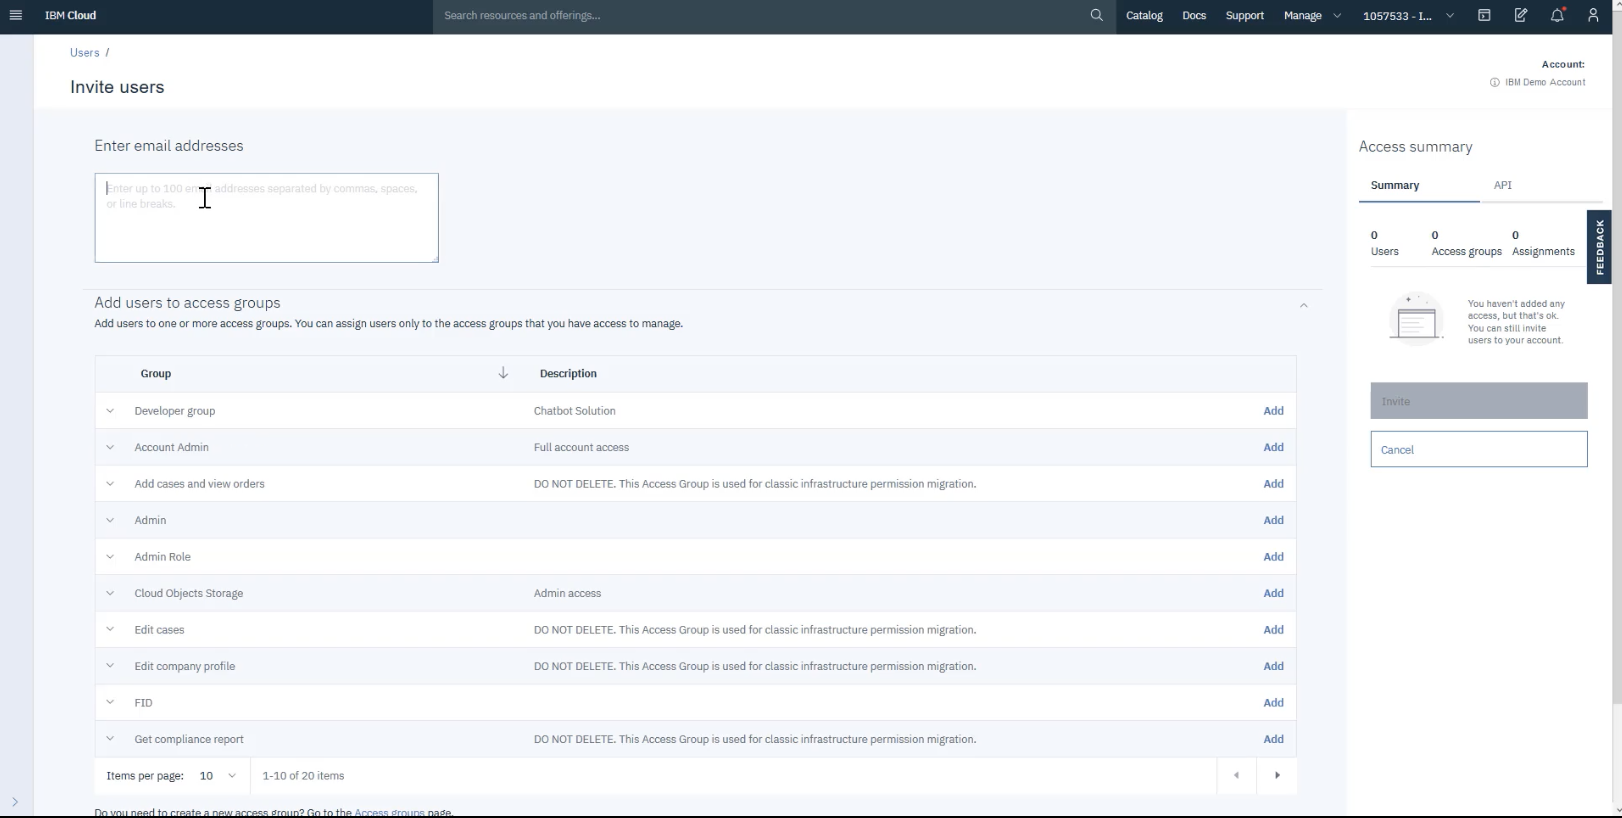 IBM Cloud
Search resources and offerings...
Catalog
Docs
Support
Manage
1057533 - I...
Users /
Invite users
Account:
IBM Demo Account
Enter email addresses
Enter up to 100 em addresses separated by commas, spaces,
or line breaks.
Add users to access groups
Add users to one or more access groups. You can assign users only to the access groups that you have access to manage.
Group
Description
Developer group
Chatbot Solution
Add
Account Admin
Full account access
Add
Add cases and view orders
DO NOT DELETE. This Access Group is used for classic infrastructure permission migration.
Add
Admin
Add
Admin Role
Add
Cloud Objects Storage
Admin access
Add
Edit cases
DO NOT DELETE. This Access Group is used for classic infrastructure permission migration.
Add
Edit company profile
DO NOT DELETE. This Access Group is used for classic infrastructure permission migration.
Add
FID
Add
Get compliance report
DO NOT DELETE. This Access Group is used for classic infrastructure permission migration.
Add
Items per page: 10
1-10 of 20 items
Do you need to create a new access group? Go to the Access groups page.
Access summary
Summary
API
0
Users
0
Access groups
0
Assignments
You haven't added any
access, but that's ok.
You can still invite
users to your account.
Invite
Cancel
FEEDBACK